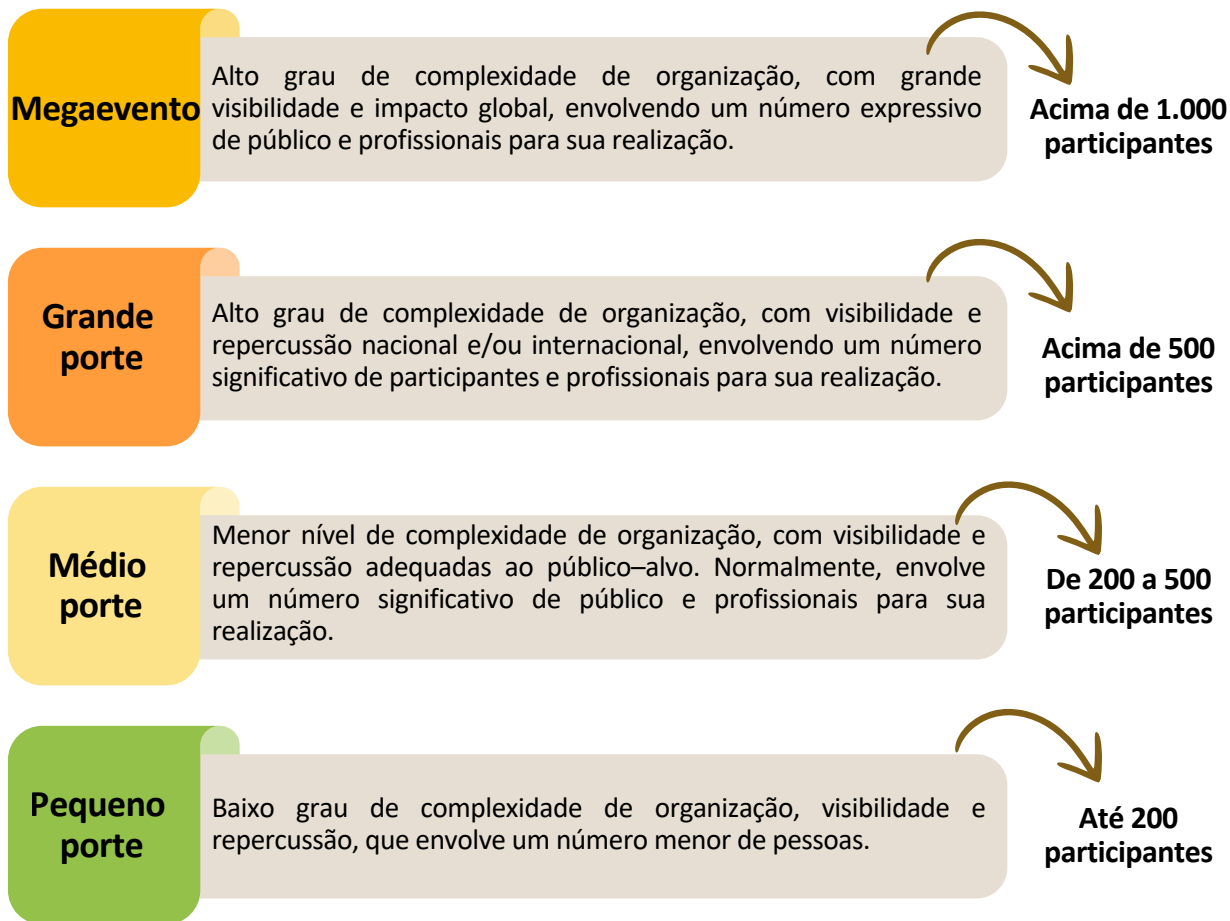 Megaevento
Alto grau de complexidade de organização, com grande
visibilidade e impacto global, envolvendo um número expressivo
de público e profissionais para sua realização.
Acima de 1.000
participantes
Grande
porte
Alto grau de complexidade de organização, com visibilidade e
repercussão nacional e/ou internacional, envolvendo um número
significativo de participantes e profissionais para sua realização.
Acima de 500
participantes
Médio
porte
Menor nível de complexidade de organização, com visibilidade e
repercussão adequadas ao público–alvo. Normalmente, envolve
um número significativo de público e profissionais para sua
realização.
De 200 a 500
participantes
Pequeno
porte
Baixo grau de complexidade de organização, visibilidade e
repercussão, que envolve um número menor de pessoas.
Até 200
participantes